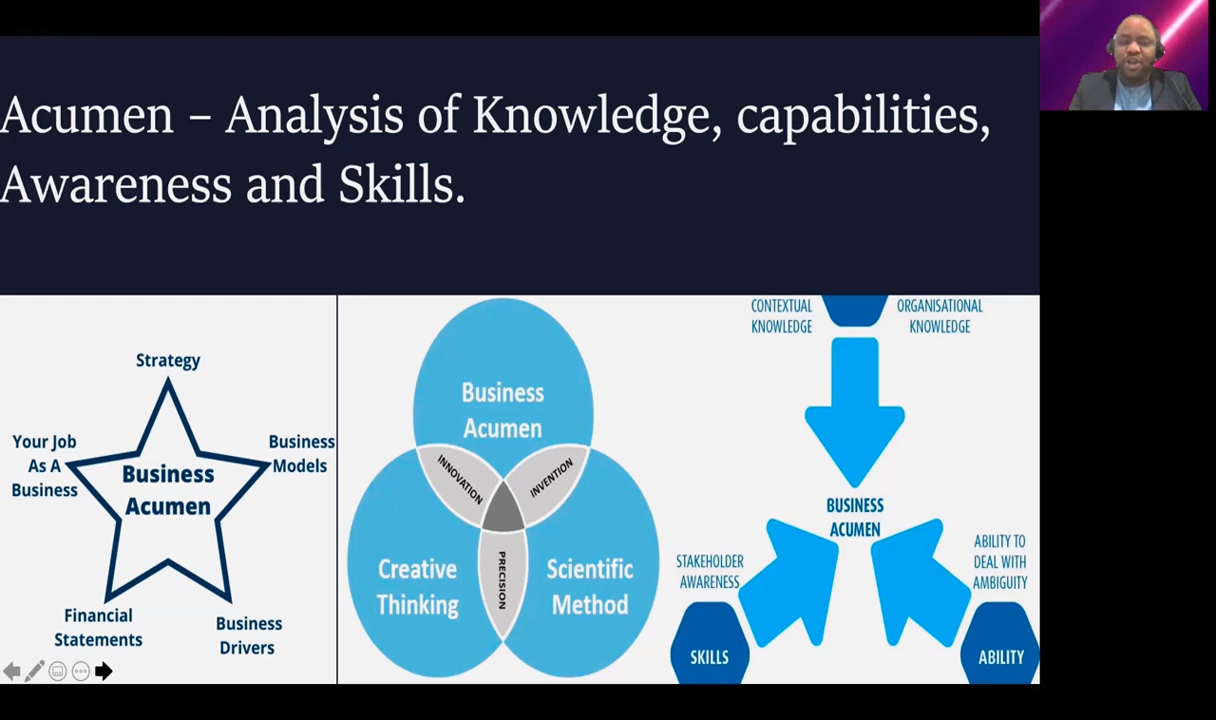 Acumen – Analysis of Knowledge, capabilities,
Awareness and Skills.
Strategy
Your Job
As A
Business
Business
Models
Business
Acumen
Financial
Statements
Business
Drivers
Business
Acumen
INNOVATION
INVENTION
Creative
Thinking
PRECISION
Scientific
Method
CONTEXTUAL
KNOWLEDGE
ORGANISATIONAL
KNOWLEDGE
BUSINESS
ACUMEN
STAKEHOLDER
AWARENESS
ABILITY TO
DEAL WITH
AMBIGUITY
SKILLS
ABILITY